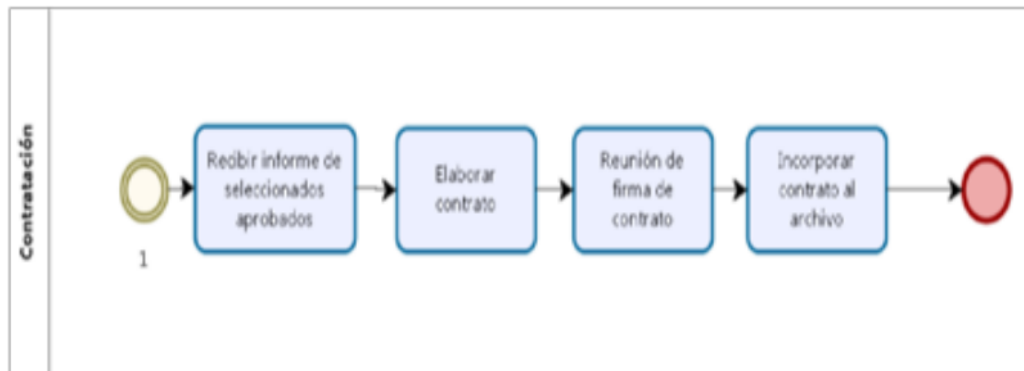 Contratación
1
Recibir informe de
seleccionados
aprobados
Elaborar
contrato
Reunión de
firma de
contrato
Incorporar
contrato al
archivo